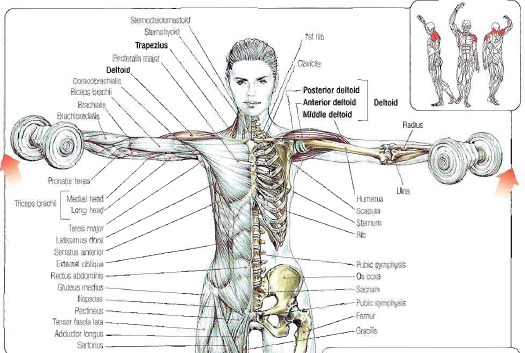 Sternocleidomastoid
Sternohyoid
Trapezius
Pectoralis major
Deltoid
Coracobrachialis
Biceps brachii
Brachialis
Brachioradialis
Pronator teres
Triceps brachii
Medial head
Long head
Teres major
Latissimus dorsi
Serratus anterior
External oblique
Rectus abdominis
Gluteus medius
Iliopsoas
Pectineus
Tensor fascia lata
Adductor longus
Sartorius
1st rib
Clavicle
Posterior deltoid
Anterior deltoid
Middle deltoid
Deltoid
Radius
Ulna
Humerus
Scapula
Sternum
Rib
Pubic symphysis
Os coxa
Sacrum
Pubic symphysis
Femur
Gracilis